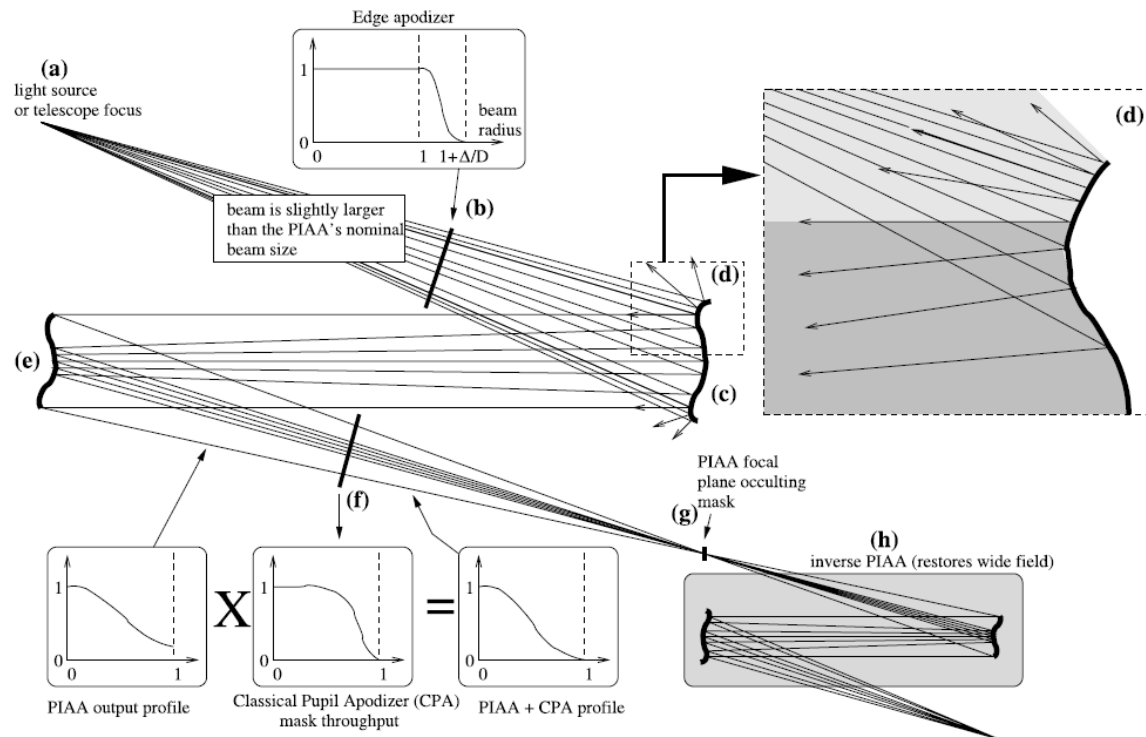 Edge apodizer
1
0
0
1
1+Δ/D
beam
radius
(a)
light source
or telescope focus
(b)
beam is slightly larger
than the PIAA's nominal
beam size
(d)
(d)
(e)
(c)
(f)
PIAA focal
plane occulting
mask
(g)
(h)
inverse PIAA (restores wide field)
1
0
0
1
X
1
0
0
1
=
1
0
0
1
PIAA output profile
Classical Pupil Apodizer (CPA)
mask throughput
PIAA + CPA profile